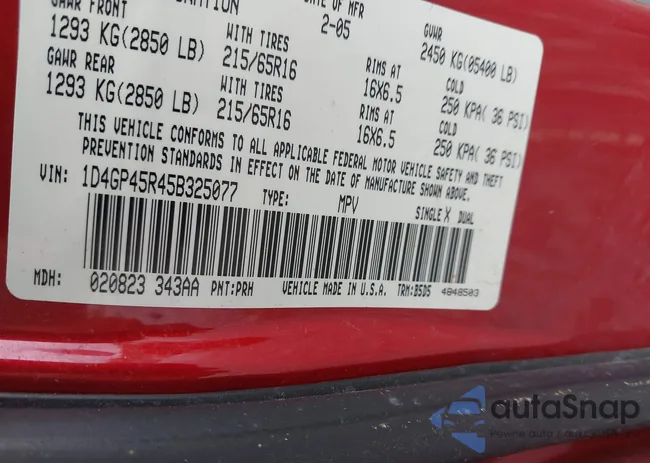 GAWR FRONT
1293 KG(2850 LB) WITH TIRES 215/65R16 RIMS AT 16X6.5 COLD 250 KPA( 36 PSI)
GAWR REAR
1293 KG(2850 LB) WITH TIRES 215/65R16 RIMS AT 16X6.5 COLD 250 KPA( 36 PSI)
DATE OF MFR
2-05
GVWR
2450 KG(05400 LB)
THIS VEHICLE CONFORMS TO ALL APPLICABLE FEDERAL MOTOR VEHICLE SAFETY AND THEFT
PREVENTION STANDARDS IN EFFECT ON THE DATE OF MANUFACTURE SHOWN ABOVE.
VIN: 1D4GP45R45B325077 TYPE: MPV SINGLE X DUAL
MDH: 020823 343AA PNT:PRH VEHICLE MADE IN U.S.A. TRM:B5D5 4848503
autaSnap